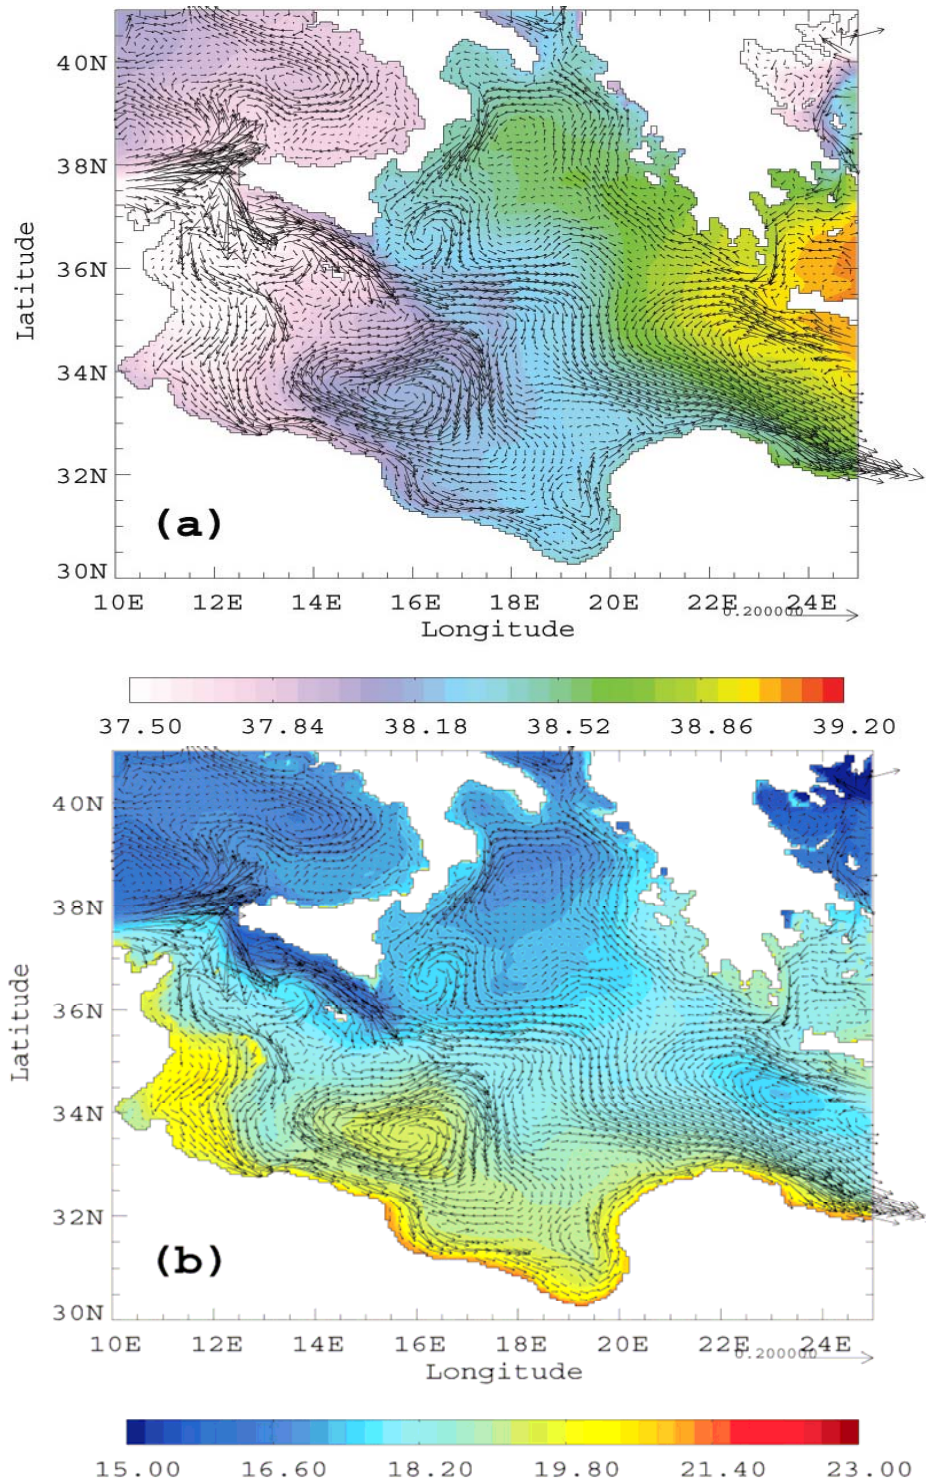 40N
38N
36N
34N
32N
30N
Latitude
(a)
10E 12E 14E 16E 18E 20E 22E 24E
0.200000
Longitude
37.50 37.84 38.18 38.52 38.86 39.20
40N
38N
36N
34N
32N
30N
Latitude
(b)
10E 12E 14E 16E 18E 20E 22E 24E
0.200000
Longitude
15.00 16.60 18.20 19.80 21.40 23.00